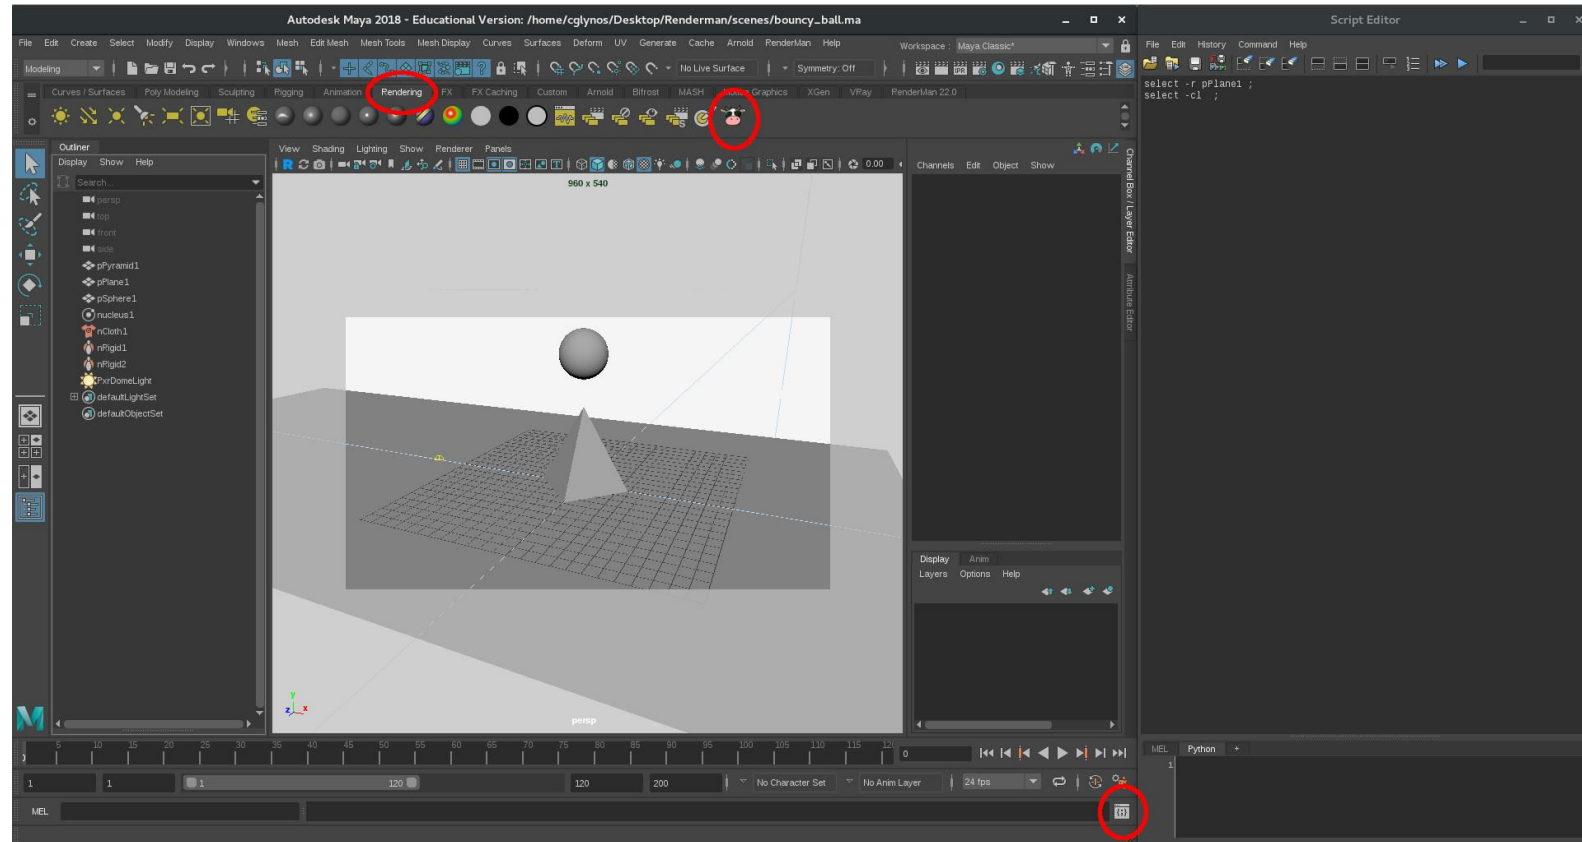 Autodesk Maya 2018 - Educational Version: /home/cglynos/Desktop/Renderman/scenes/bouncy_ball.ma
File Edit Create Select Modify Display Windows Mesh Edit Mesh Mesh Tools Mesh Display Curves Surfaces Deform UV Generate Cache Arnold RenderMan Help
Workspace : Maya Classic*
Modeling
No Live Surface
Symmetry: Off
Curves / Surfaces Poly Modeling Sculpting Rigging Animation Rendering FX FX Caching Custom Arnold Bifrost MASH Motion Graphics XGen VRay RenderMan 22.0
Outliner
Display Show Help
Search...
persp
top
front
side
pPyramid1
pPlane1
pSphere1
nucleus1
nCloth1
nRigid1
nRigid2
PxrDomeLight
defaultLightSet
defaultObjectSet
View Shading Lighting Show Renderer Panels
0.00
960 x 540
y
z x
persp
Channels Edit Object Show
Channel Box / Layer Editor
Attribute Editor
Display Anim
Layers Options Help
5 10 15 20 25 30 35 40 45 50 55 60 65 70 75 80 85 90 95 100 105 110 115 120
0
1 1 1 120 120 200 No Character Set No Anim Layer 24 fps
MEL
Script Editor
File Edit History Command Help
select -r pPlane1 ;
select -cl ;
MEL Python +
1